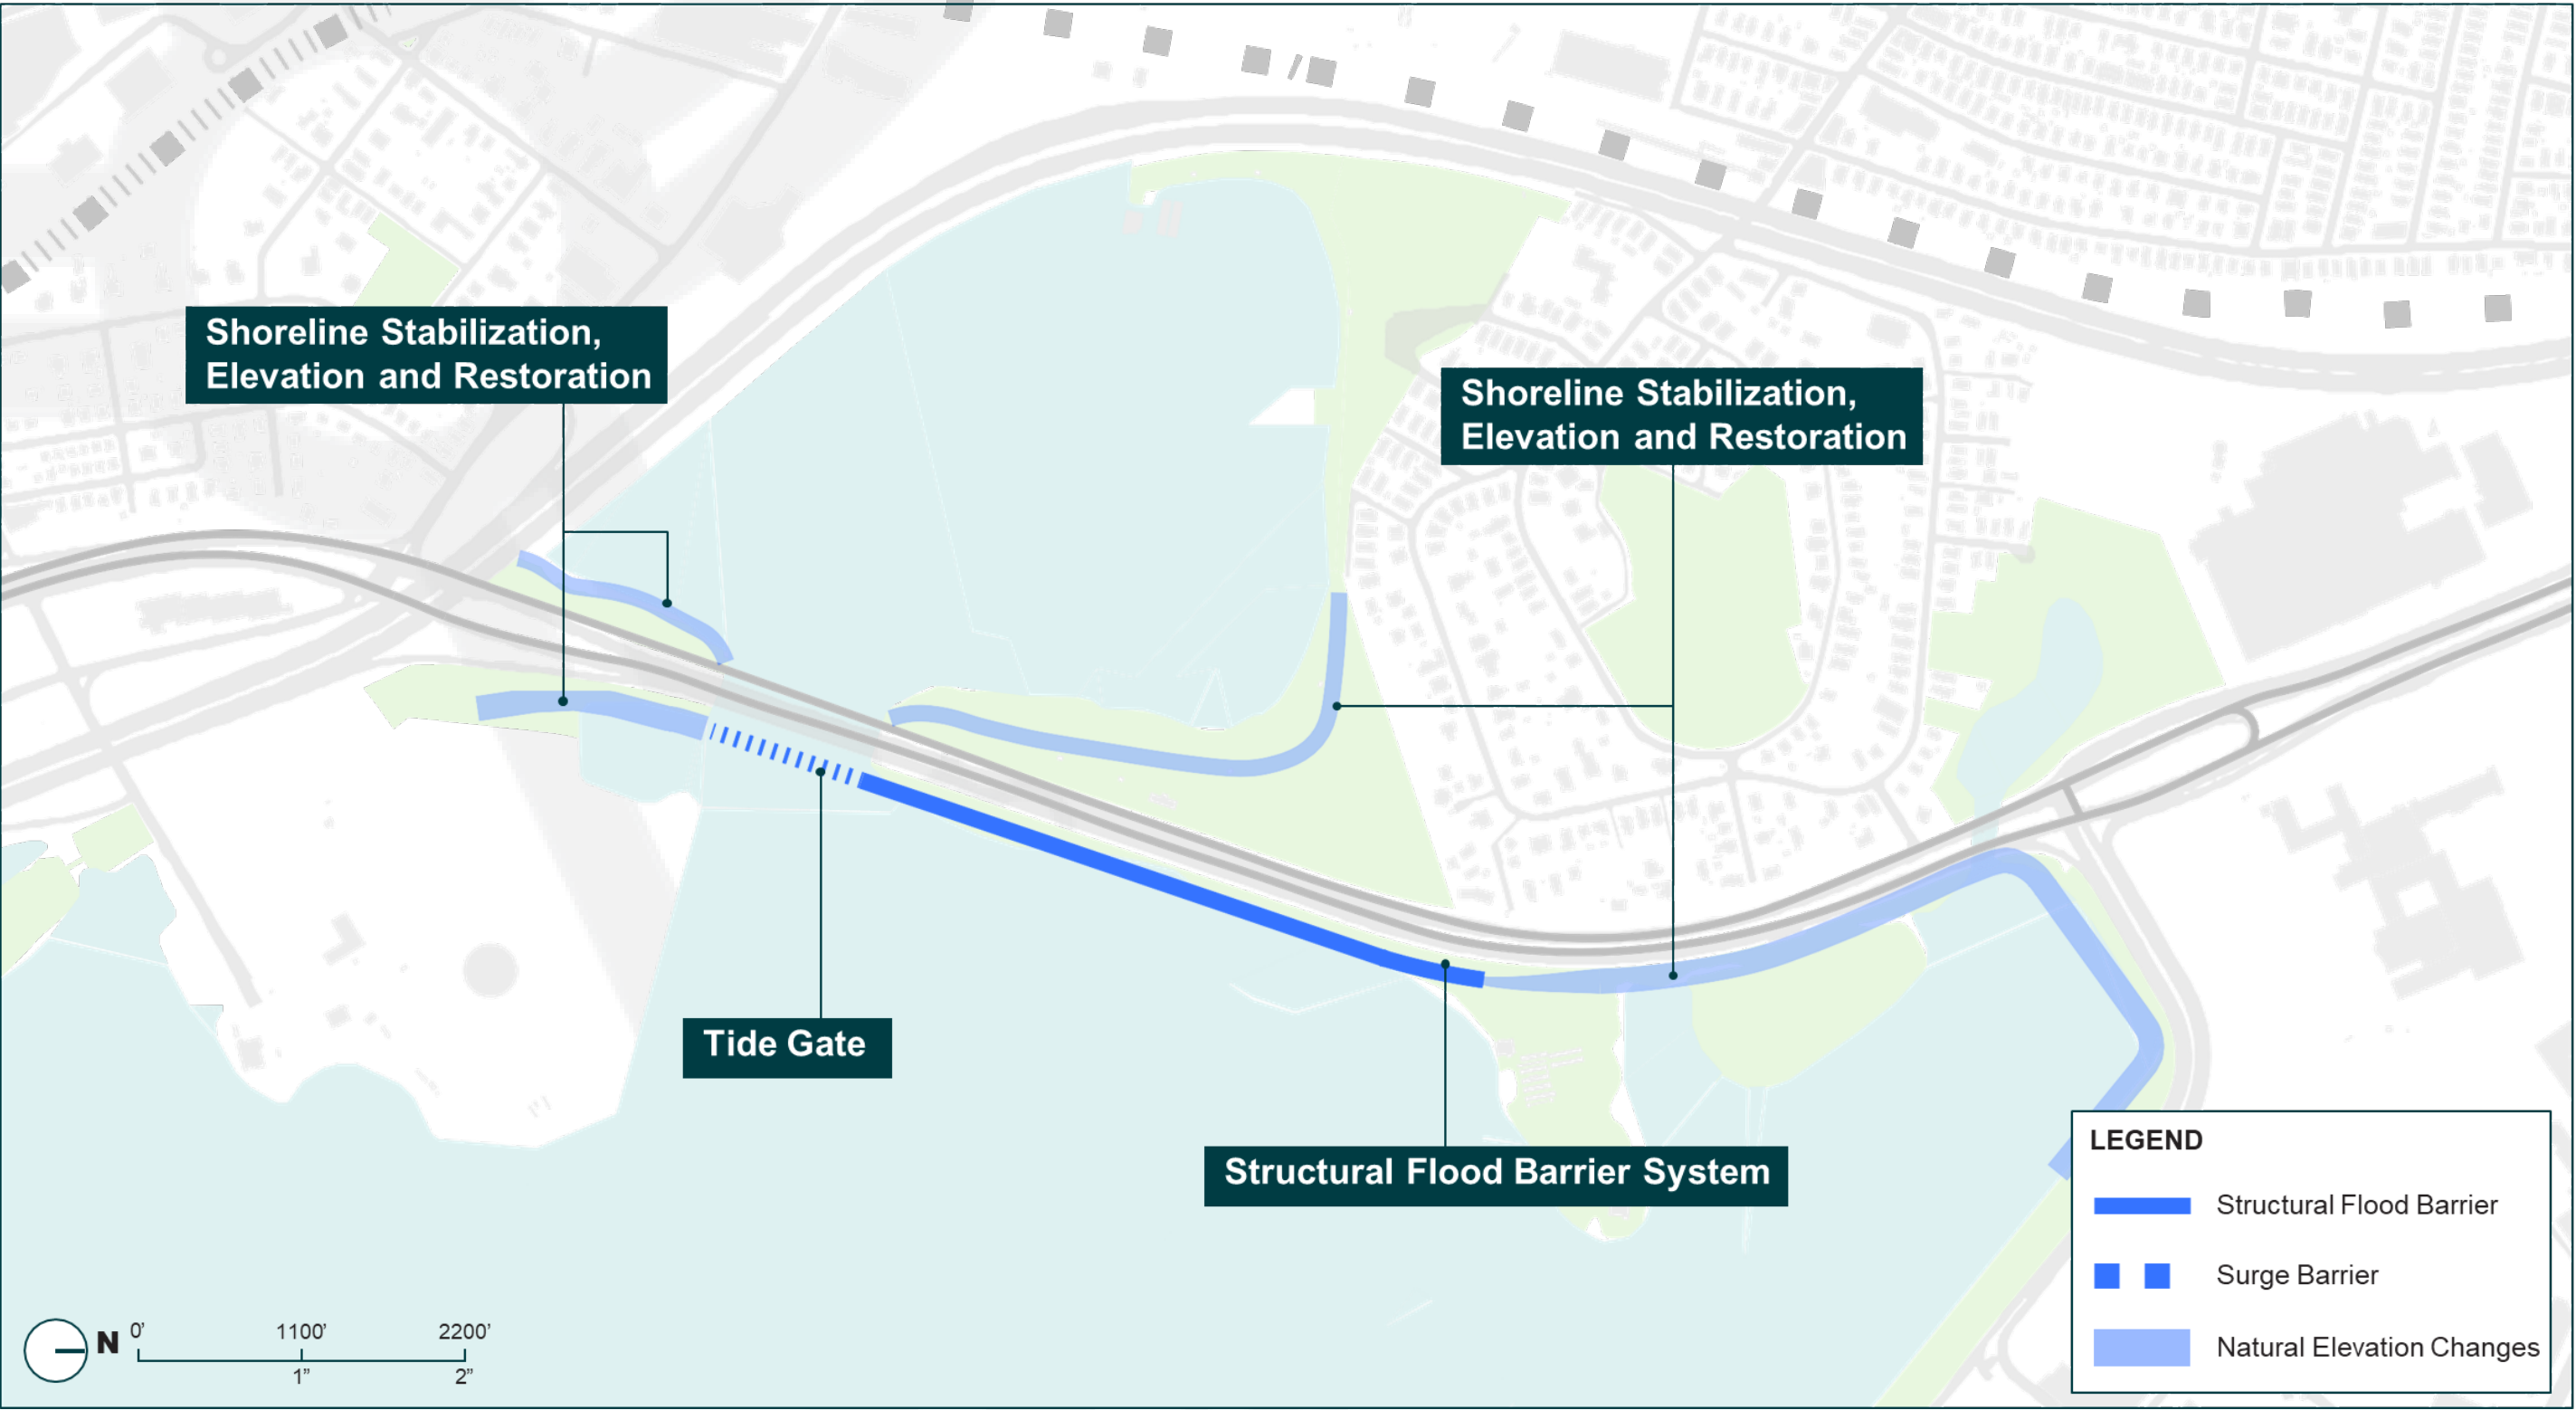 Shoreline Stabilization,
Elevation and Restoration
Shoreline Stabilization,
Elevation and Restoration
Tide Gate
Structural Flood Barrier System
LEGEND
Structural Flood Barrier
Surge Barrier
Natural Elevation Changes
N
0’ 1100’ 2200’
1” 2”